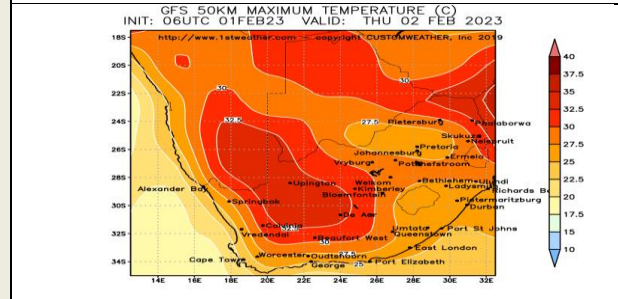 GFS 50KM MAXIMUM TEMPERATURE (C)
INIT: 06UTC 01FEB23 VALID: THU 02 FEB 2023
http://www.1stweather.com copyright CUSTOMWEATHER, Inc 2019
18S
20S
22S
24S
26S
28S
30S
32S
34S
14E 16E 18E 20E 22E 24E 26E 28E 30E 32E
40
37.5
35
32.5
30
27.5
25
22.5
20
17.5
15
10
30
30
32.5
27.5
30
27.5
25
Pietersburg
Phalaborwa
Skukuza
Nelspruit
Pretoria
Johannesburg
Ermelo
Vryburg
Potchefstroom
Welkom
Bethlehem
Ulundi
Ladysmith
Richards B
Alexander Bay
Upington
Kimberley
Bloemfontein
Springbok
Pietermaritzburg
Durban
De Aar
Calvinia
Vredendal
Umtata
Port St Johns
Queenstown
Beaufort West
East London
Cape Town
Worcester
Oudtshoorn
George
Port Elizabeth